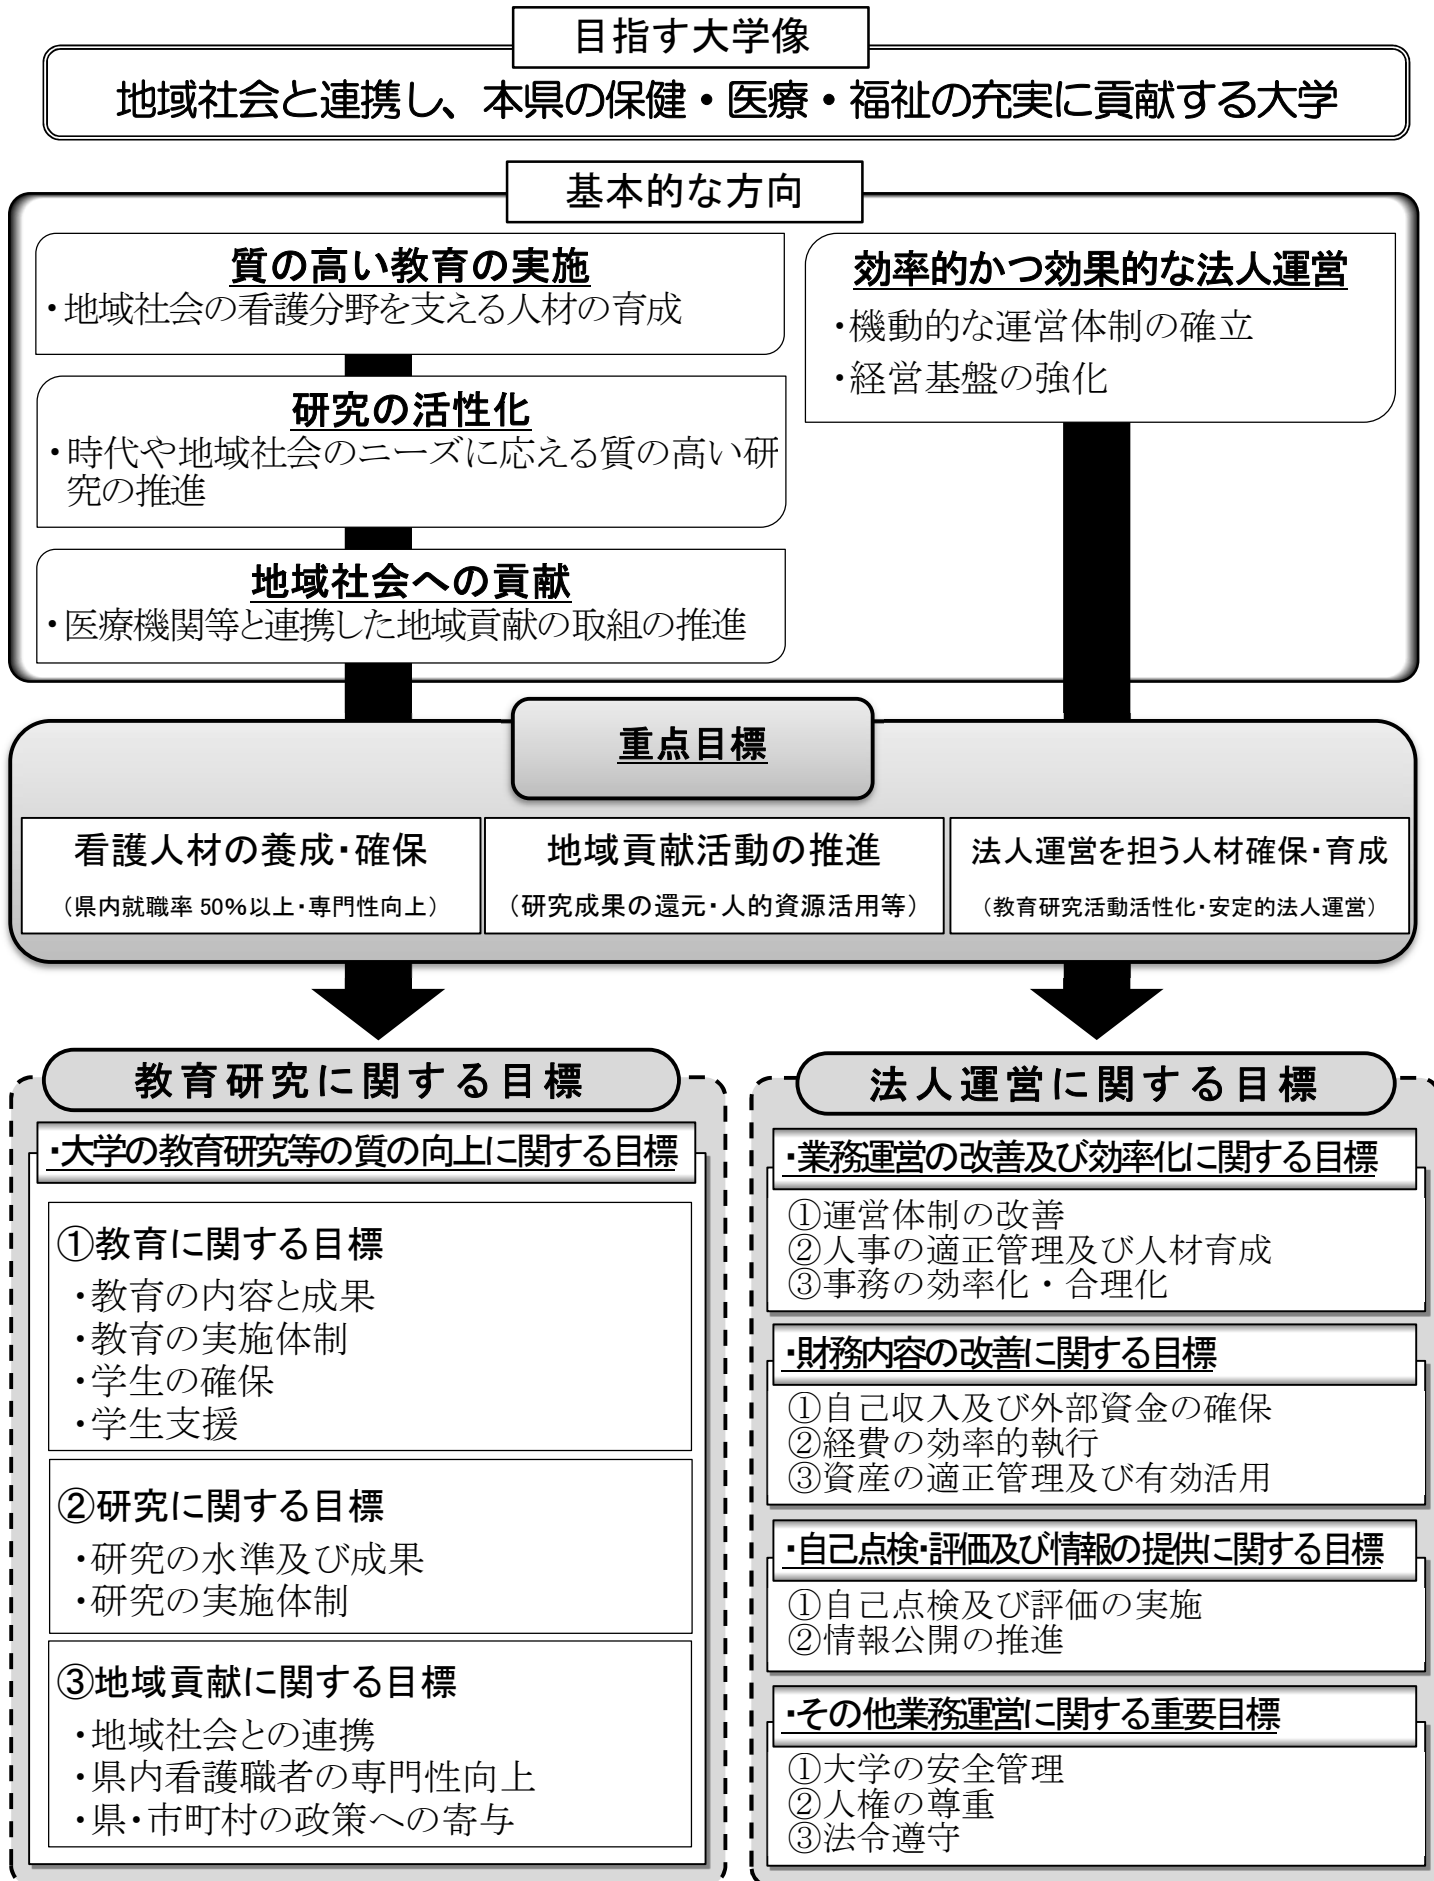 目指す大学像
地域社会と連携し、本県の保健・医療・福祉の充実に貢献する大学
基本的な方向
質の高い教育の実施
・地域社会の看護分野を支える人材の育成
研究の活性化
・時代や地域社会のニーズに応える質の高い研
究の推進
地域社会への貢献
・医療機関等と連携した地域貢献の取組の推進
効率的かつ効果的な法人運営
・機動的な運営体制の確立
・経営基盤の強化
重点目標
看護人材の養成・確保
（県内就職率 50％以上・専門性向上）
地域貢献活動の推進
（研究成果の還元・人的資源活用等）
法人運営を担う人材確保・育成
（教育研究活動活性化・安定的法人運営）
教育研究に関する目標
・大学の教育研究等の質の向上に関する目標
①教育に関する目標
・教育の内容と成果
・教育の実施体制
・学生の確保
・学生支援
②研究に関する目標
・研究の水準及び成果
・研究の実施体制
③地域貢献に関する目標
・地域社会との連携
・県内看護職者の専門性向上
・県・市町村の政策への寄与
法人運営に関する目標
・業務運営の改善及び効率化に関する目標
①運営体制の改善
②人事の適正管理及び人材育成
③事務の効率化・合理化
・財務内容の改善に関する目標
①自己収入及び外部資金の確保
②経費の効率的執行
③資産の適正管理及び有効活用
・自己点検・評価及び情報の提供に関する目標
①自己点検及び評価の実施
②情報公開の推進
・その他業務運営に関する重要目標
①大学の安全管理
②人権の尊重
③法令遵守